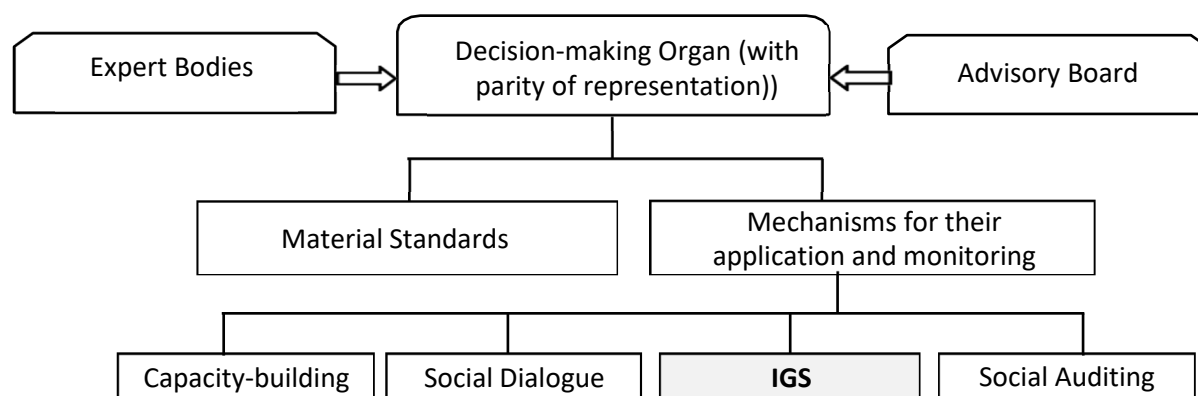 Expert Bodies
Decision-making Organ (with
parity of representation))
Advisory Board
Material Standards
Mechanisms for their
application and monitoring
Capacity-building
Social Dialogue
IGS
Social Auditing